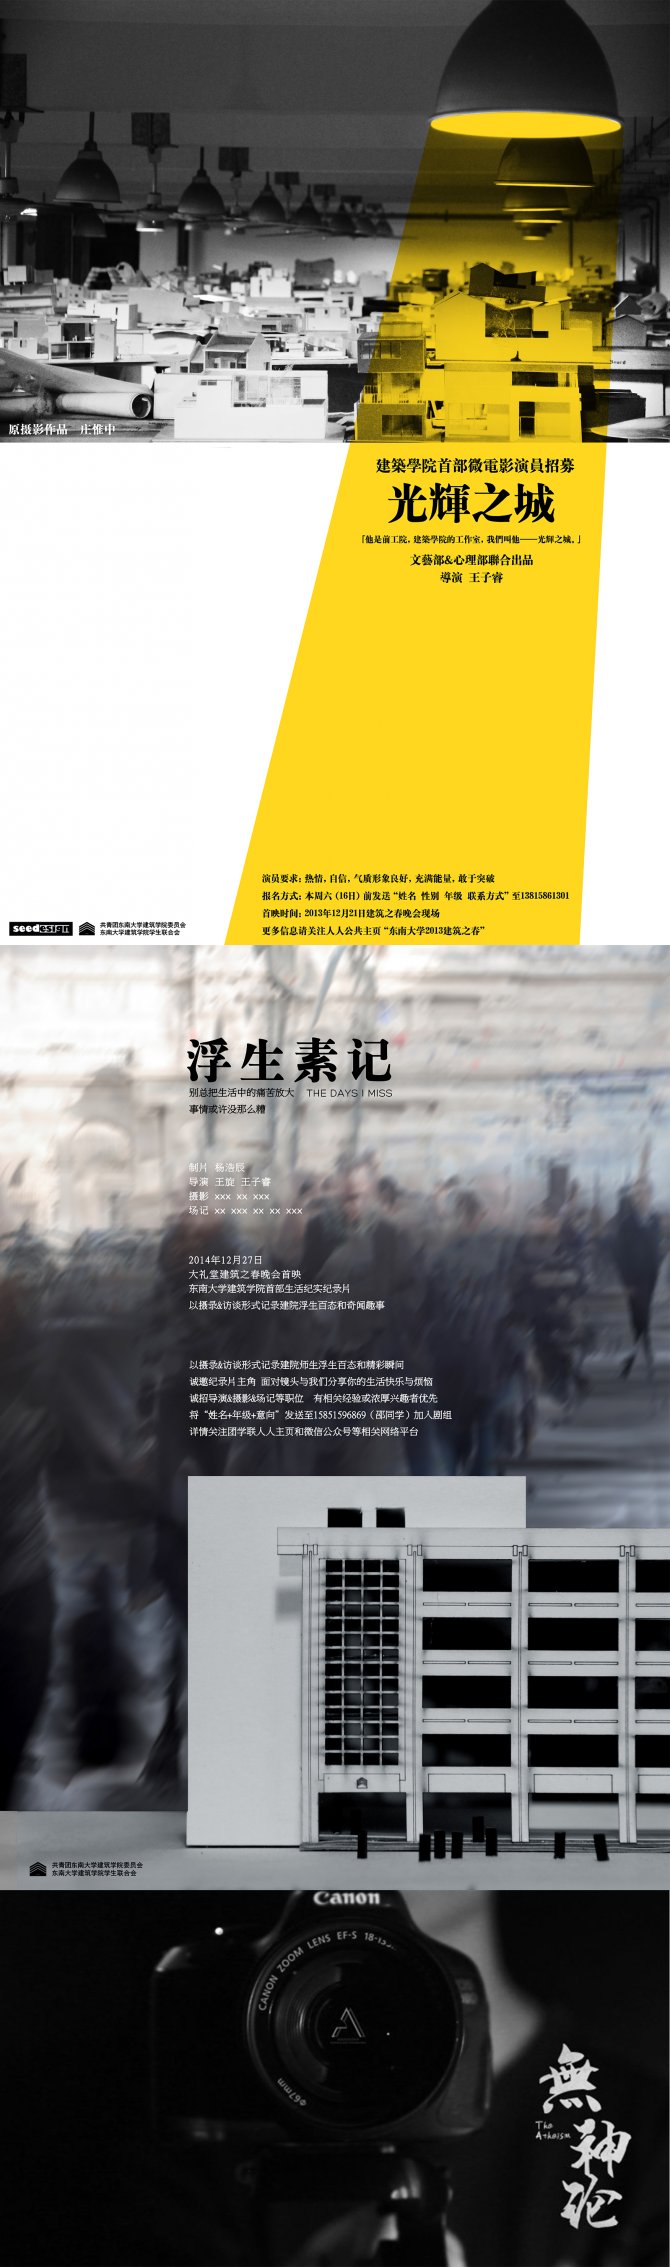 原摄影作品　庄惟中
建築學院首部微電影演員招募
光輝之城
「他是前工院，建築學院的工作室，我們叫他——光輝之城。」
文藝部&心理部聯合出品
導演 王子睿
演员要求：热情，自信，气质形象良好，充满能量，敢于突破
报名方式：本周六（16日）前发送“姓名 性别 年级 联系方式”至13815861301
首映时间：2013年12月21日建筑之春晚会现场
更多信息请关注人人公共主页“东南大学2013建筑之春”
seedesign
共青团东南大学建筑学院委员会
东南大学建筑学院学生联合会
浮生素记
别总把生活中的痛苦放大 THE DAYS I MISS
事情或许没那么糟
制片 杨浩辰
导演 王旋 王子睿
摄影 xxx xx xxx
场记 xx xxx xx xx xxx
2014年12月27日
大礼堂建筑之春晚会首映
东南大学建筑学院首部生活纪实纪录片
以摄录&访谈形式记录建院浮生百态和奇闻趣事
以摄录&访谈形式记录建院师生浮生百态和精彩瞬间
诚邀纪录片主角 面对镜头与我们分享你的生活快乐与烦恼
诚招导演&摄影&场记等职位 有相关经验或浓厚兴趣者优先
将“姓名+年级+意向”发送至15851596869（邵同学）加入剧组
详情关注团学联人人主页和微信公众号等相关网络平台
共青团东南大学建筑学院委员会
东南大学建筑学院学生联合会
Canon
CANON ZOOM LENS EF-S 18-135
Φ67mm
無神论
The
Atheism